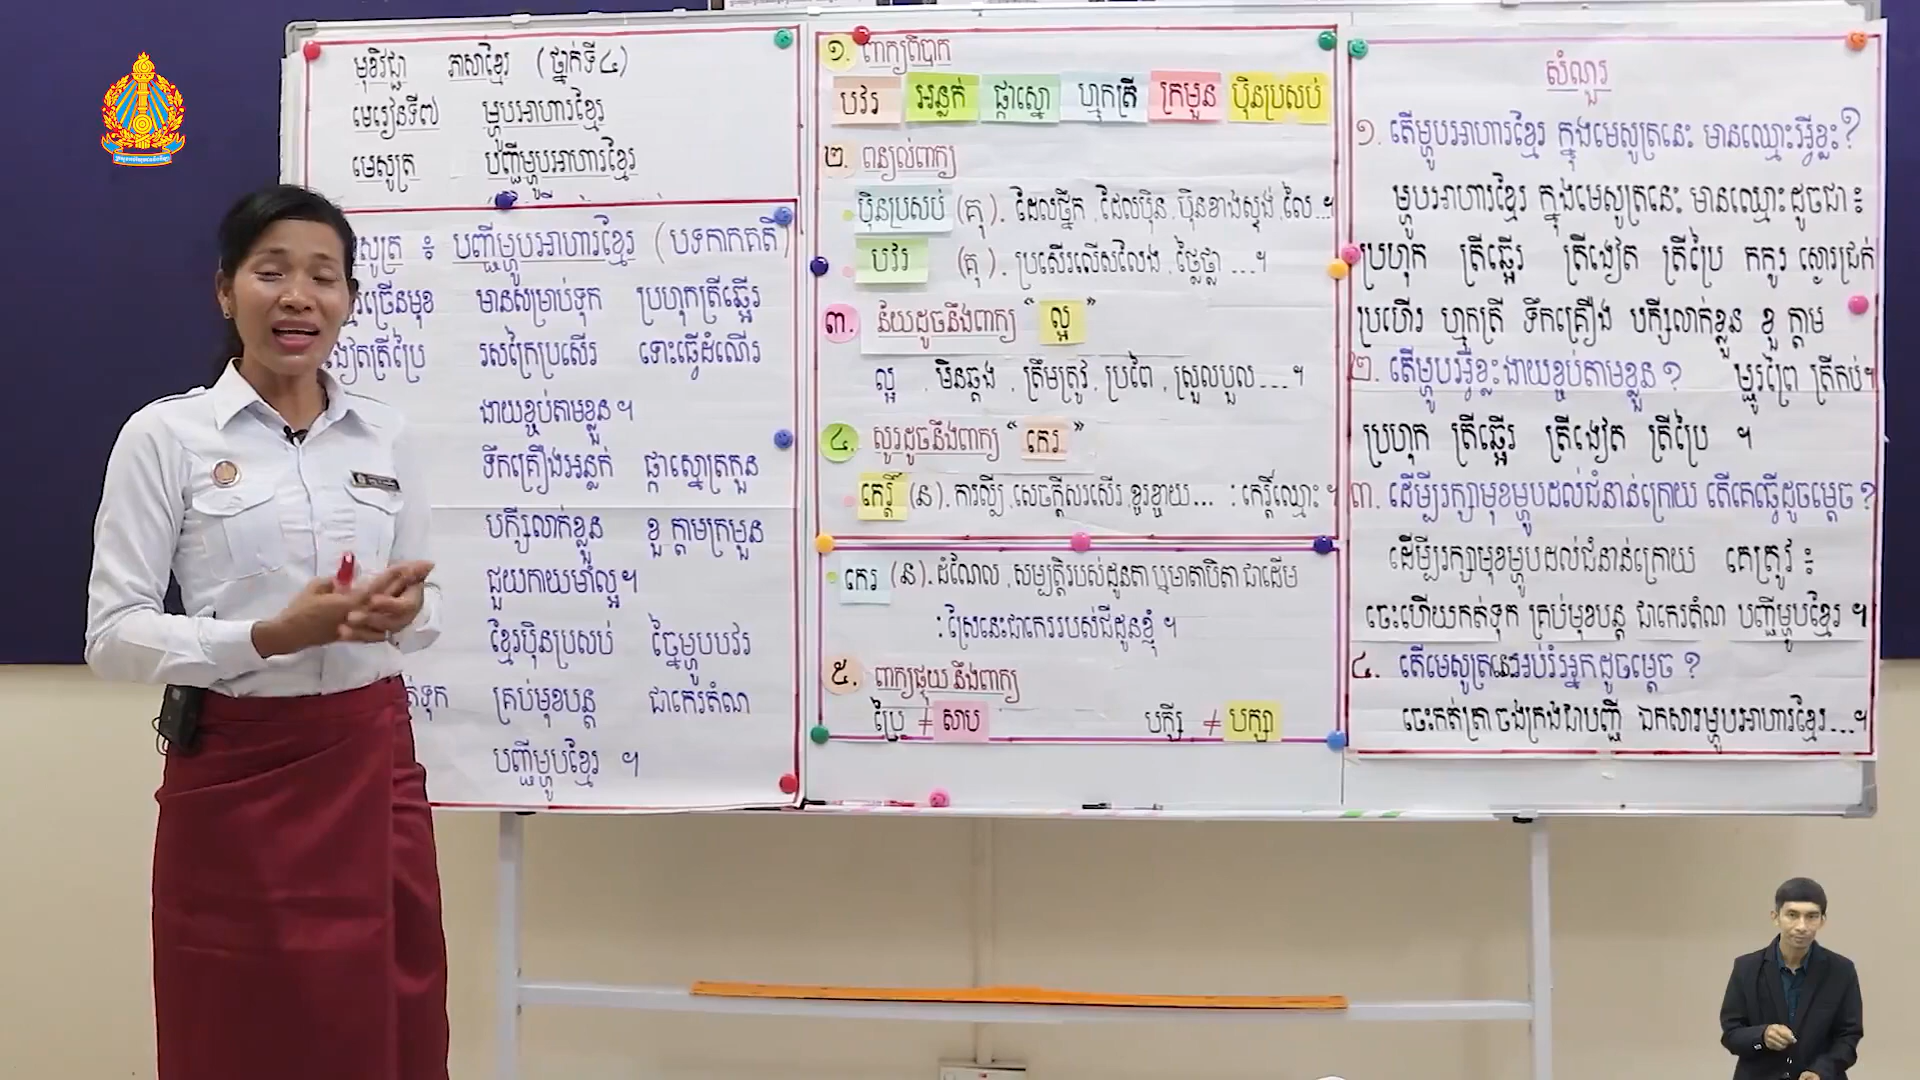 មុខវិជ្ជា ភាសាខ្មែរ (ថ្នាក់ទី៤)
មេរៀនទី៧ ម្ហូបអាហារខ្មែរ
មេសូត្រ បញ្ជីម្ហូបអាហារខ្មែរ
សូត្រ ៖ បញ្ជីម្ហូបអាហារខ្មែរ (បទកាកគតិ)
ច្រើនមុខ មានសម្រាប់ទុក ប្រហុកត្រីឆ្អើរ
ងៀតត្រីប្រៃ រសក្រៃប្រសើរ ទោះធ្វើដំណើរ
ងាយខ្ចប់តាមខ្លួន។
ទឹកគ្រឿងអន្លក់ ផ្កាស្នោត្រកួន
បក្សីលាក់ខ្លួន ខួ ក្តាមក្រមួន
ជួយកាយមាំល្អ។
ខ្មែរប៉ិនប្រសប់ ច្នៃម្ហូបបវរ
ទុក គ្រប់មុខបន្ត ជាកេរតំណ
បញ្ជីម្ហូបខ្មែរ ។
១. ពាក្យពិបាក
បវរ អន្លក់ ផ្កាស្នោ ហ្មកត្រី ក្រមួន ប៉ិនប្រសប់
២. ពន្យល់ពាក្យ
ប៉ិនប្រសប់ (គុ). ដែលថ្នឹក , ដែលប៉ិន , ប៉ិនខាងស្ទង់ , លៃ...។
បវរ (គុ). ប្រសើរលើសលែង , ថ្លៃថ្លា ...។
៣. ន័យដូចនឹងពាក្យ "ល្អ"
ល្អ , មិនឆ្គង , ត្រឹមត្រូវ , ប្រពៃ , ស្រួលបួល....។
៤. សូរដូចនឹងពាក្យ "កេរ"
កេរ្តិ៍ (ន). ការល្បី , សេចក្តីសរសើរ , ខ្ចរខ្ចាយ... : កេរ្តិ៍ឈ្មោះ ។
កេរ (ន). ដំណែល , សម្បត្តិរបស់ដូនតា ឬមាតាបិតា ជាដើម
: ស្រែនេះជាកេររបស់ជីដូនខ្ញុំ ។
៥. ពាក្យផ្ទុយ នឹងពាក្យ
ប្រៃ ≠ សាប បក្សី ≠ បក្សា
សំណួរ
១. តើម្ហូបអាហារខ្មែរ ក្នុងមេសូត្រនេះ មានឈ្មោះអ្វីខ្លះ?
ម្ហូបអាហារខ្មែរ ក្នុងមេសូត្រនេះ មានឈ្មោះដូចជា ៖
ប្រហុក ត្រីឆ្អើរ ត្រីងៀត ត្រីប្រៃ កកូរ ស្ងោរជ្រក់
ប្រហើរ ហ្មកត្រី ទឹកគ្រឿង បក្សីលាក់ខ្លួន ខួ ក្តាម
២. តើម្ហូបអ្វីខ្លះងាយខ្ចប់តាមខ្លួន ? ម្ជូរព្រៃ ត្រីកប់។
ប្រហុក ត្រីឆ្អើរ ត្រីងៀត ត្រីប្រៃ ។
៣. ដើម្បីរក្សាមុខម្ហូបដល់ជំនាន់ក្រោយ តើគេធ្វើដូចម្តេច ?
ដើម្បីរក្សាមុខម្ហូបដល់ជំនាន់ក្រោយ គេត្រូវ ៖
ចេះហើយកត់ទុក គ្រប់មុខបន្ត ជាកេរតំណ បញ្ជីម្ហូបខ្មែរ ។
៤. តើមេសូត្រនេះអប់រំអ្នកដូចម្តេច ?
ចេះកត់ត្រា ចងក្រងជាបញ្ជី ឯកសារម្ហូបអាហារខ្មែរ...។